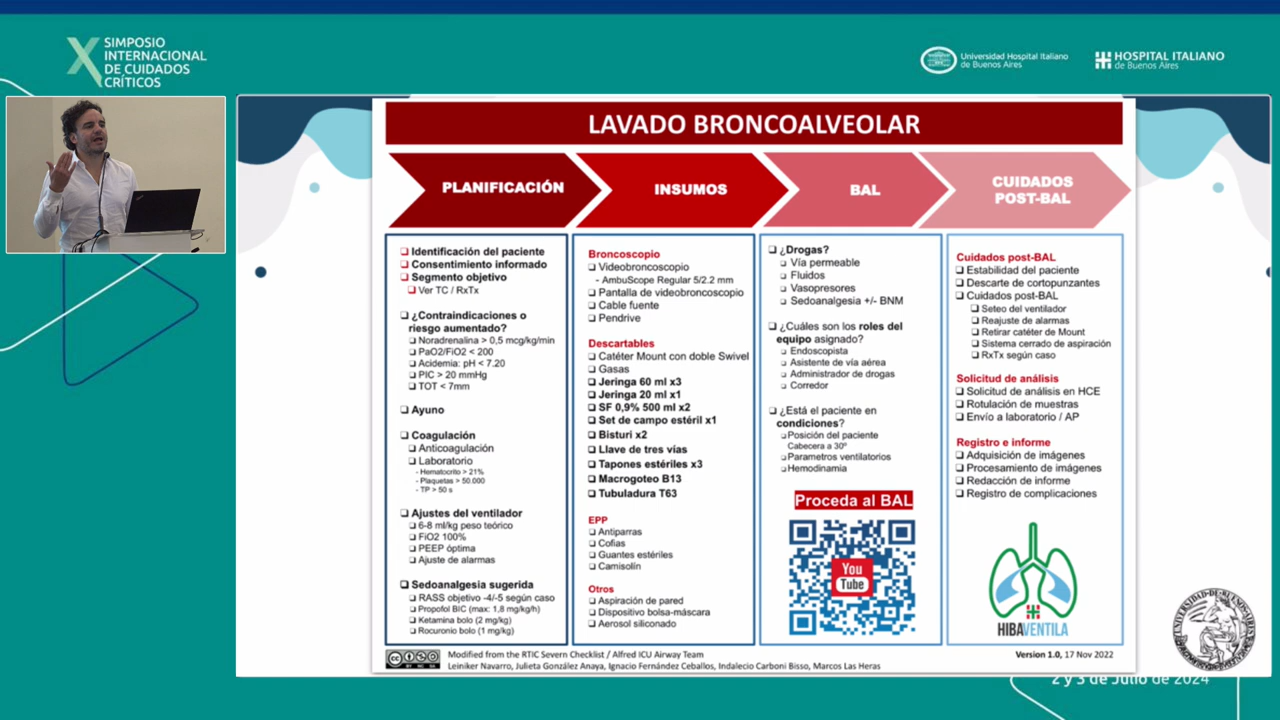 SIMPOSIO
INTERNACIONAL
DE CUIDADOS
CRÍTICOS
Universidad Hospital Italiano
de Buenos Aires
HOSPITAL ITALIANO
de Buenos Aires
LAVADO BRONCOALVEOLAR
PLANIFICACIÓN
INSUMOS
BAL
CUIDADOS
POST-BAL
Identificación del paciente
Consentimiento informado
Segmento objetivo
Ver TC / RxTx
¿Contraindicaciones o
riesgo aumentado?
Noradrenalina > 0,5 mcg/kg/min
PaO2/FiO2 < 200
Acidemia: pH < 7.20
PIC > 20 mmHg
TOT < 7mm
Ayuno
Coagulación
Anticoagulación
Laboratorio
- Hematocrito > 21%
- Plaquetas > 50.000
- TP > 50 s
Ajustes del ventilador
6-8 ml/kg peso teórico
FiO2 100%
PEEP óptima
Ajuste de alarmas
Sedoanalgesia sugerida
RASS objetivo -4/-5 según caso
Propofol BIC (max: 1,8 mg/kg/h)
Ketamina bolo (2 mg/kg)
Rocuronio bolo (1 mg/kg)
Broncoscopio
Videobroncoscopio
- AmbuScope Regular 5/2.2 mm
Pantalla de videobroncoscopio
Cable fuente
Pendrive
Descartables
Catéter Mount con doble Swivel
Gasas
Jeringa 60 ml x3
Jeringa 20 ml x1
SF 0,9% 500 ml x2
Set de campo estéril x1
Bisturi x2
Llave de tres vías
Tapones estériles x3
Macrogoteo B13
Tubuladura T63
EPP
Antiparras
Cofias
Guantes estériles
Camisolín
Otros
Aspiración de pared
Dispositivo bolsa-máscara
Aerosol siliconado
¿Drogas?
Vía permeable
Fluidos
Vasopresores
Sedoanalgesia +/- BNM
¿Cuáles son los roles del
equipo asignado?
Endoscopista
Asistente de vía aérea
Administrador de drogas
Corredor
¿Está el paciente en
condiciones?
Posición del paciente
Cabecera a 30º
Parametros ventilatorios
Hemodinamia
Proceda al BAL
You
Tube
Cuidados post-BAL
Estabilidad del paciente
Descarte de cortopunzantes
Cuidados post-BAL
Seteo del ventilador
Reajuste de alarmas
Retirar catéter de Mount
Sistema cerrado de aspiración
RxTx según caso
Solicitud de análisis
Solicitud de análisis en HCE
Rotulación de muestras
Envío a laboratorio / AP
Registro e informe
Adquisición de imágenes
Procesamiento de imágenes
Redacción de informe
Registro de complicaciones
HIBAVENTILA
Modified from the RTIC Severn Checklist / Alfred ICU Airway Team
Leiniker Navarro, Julieta González Anaya, Ignacio Fernández Ceballos, Indalecio Carboni Bisso, Marcos Las Heras
Version 1.0, 17 Nov 2022
2 y 3 de Julio de 2024